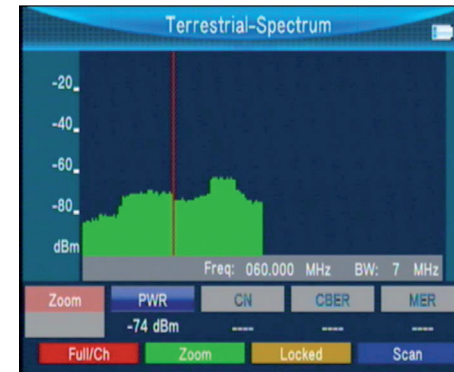 Terrestrial-Spectrum
-20
-40
-60
-80
dBm
Freq: 060.000 MHz BW: 7 MHz
Zoom PWR CN CBER MER
-74 dBm ---- ---- ----
Full/Ch Zoom Locked Scan